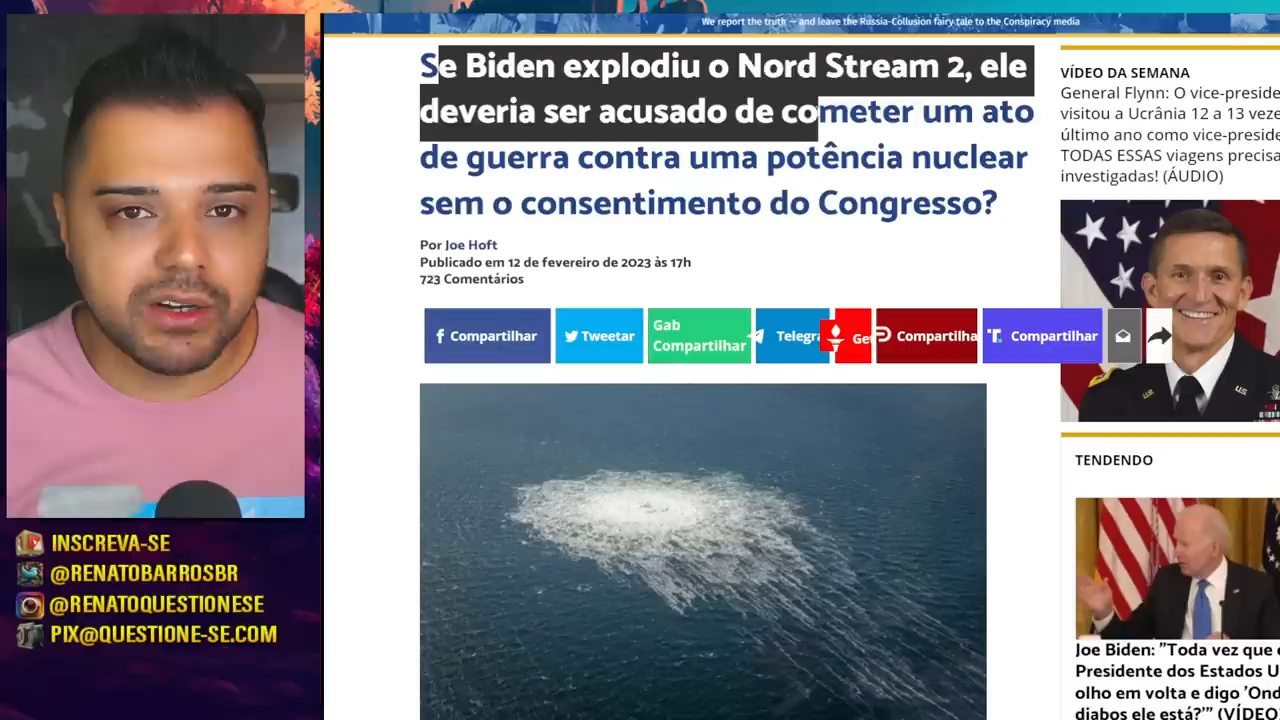 We report the truth — and leave the Russia-Collusion fairy tale to the Conspiracy media
Se Biden explodiu o Nord Stream 2, ele
deveria ser acusado de cometer um ato
de guerra contra uma potência nuclear
sem o consentimento do Congresso?
Por Joe Hoft
Publicado em 12 de fevereiro de 2023 às 17h
723 Comentários
Compartilhar
Tweetar
Gab
Compartilhar
Telegra
Ge
Compartilha
Compartilhar
VÍDEO DA SEMANA
General Flynn: O vice-preside
visitou a Ucrânia 12 a 13 veze
último ano como vice-preside
TODAS ESSAS viagens precisa
investigadas! (ÁUDIO)
US
US
TENDENDO
Joe Biden: "Toda vez que
Presidente dos Estados U
olho em volta e digo 'Ond
diabos ele está?'" (VÍDEO
INSCREVA-SE
@RENATOBARROSBR
@RENATOQUESTIONESE
PIX@QUESTIONE-SE.COM